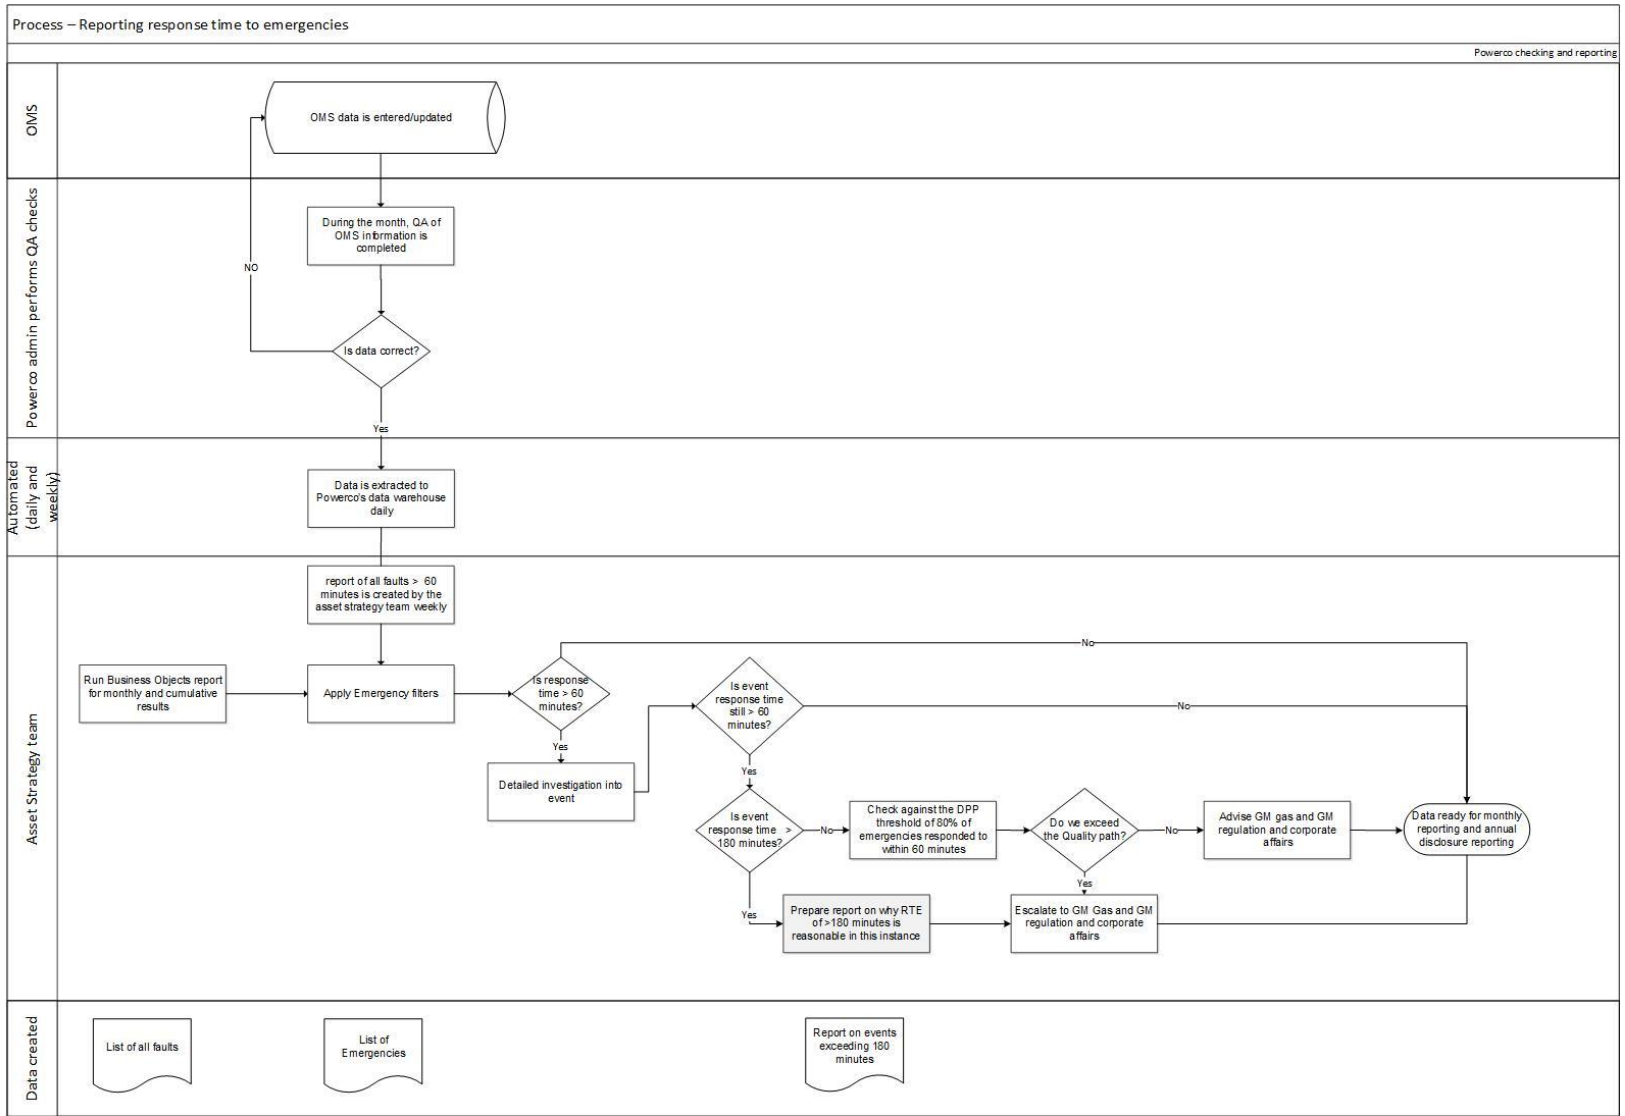 Process – Reporting response time to emergencies
Powerco checking and reporting
OMS
OMS data is entered/updated
Powerco admin performs QA checks
During the month, QA of
OMS information is
completed
NO
Is data correct?
Yes
Automated
(daily and
weekly)
Data is extracted to
Powerco's data warehouse
daily
Asset Strategy team
report of all faults > 60
minutes is created by the
asset strategy team weekly
No
Run Business Objects report
for monthly and cumulative
results
Apply Emergency filters
Is response
time > 60
minutes?
Is event
response time
still > 60
minutes?
No
Yes
Detailed investigation into
event
Yes
Is event
response time >
180 minutes?
No
Check against the DPP
threshold of 80% of
emergencies responded to
within 60 minutes
Do we exceed
the Quality path?
No
Advise GM gas and GM
regulation and corporate
affairs
Data ready for monthly
reporting and annual
disclosure reporting
Yes
Yes
Prepare report on why RTE
of >180 minutes is
reasonable in this instance
Escalate to GM Gas and GM
regulation and corporate
affairs
Data created
List of all faults
List of
Emergencies
Report on events
exceeding 180
minutes